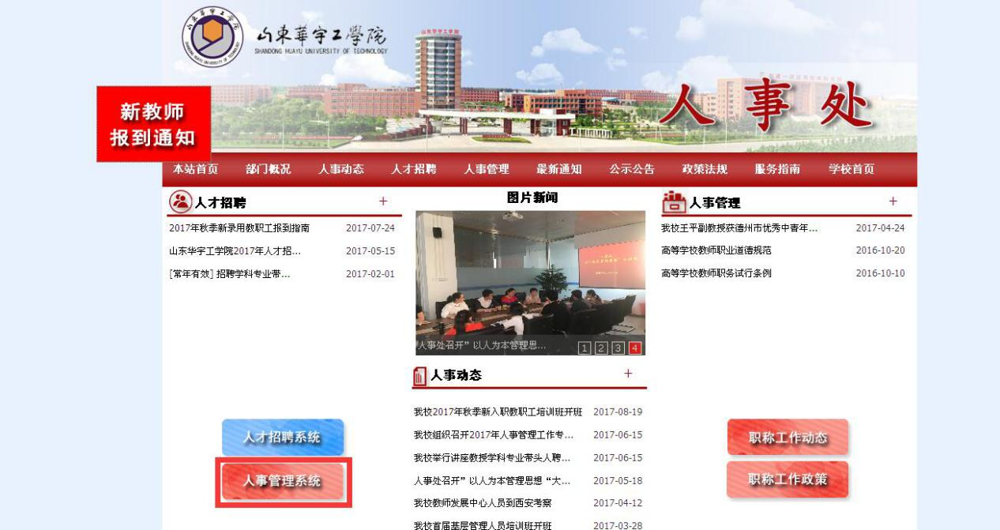 山東華宇工學院
SHANDONG HUAYU UNIVERSITY OF TECHNOLOGY
山东华宇工学院
人事处
新教师
报到通知
本站首页 部门概况 人事动态 人才招聘 人事管理 最新通知 公示公告 政策法规 服务指南 学校首页
人才招聘 +
2017年秋季新录用教职工报到指南 2017-07-24
山东华宇工学院2017年人才招... 2017-05-15
[常年有效] 招聘学科专业带... 2017-02-01
人才招聘系统
人事管理系统
图片新闻
人事处召开”以人为本管理思...
1 2 3 4
人事动态 +
我校2017年秋季新入职教职工培训班开班 2017-08-19
我校组织召开2017年人事管理工作专... 2017-06-15
我校举行讲座教授学科专业带头人聘... 2017-06-15
人事处召开”以人为本管理思想“大... 2017-05-18
我校教师发展中心人员到西安考察 2017-04-12
我校首届基层管理人员培训班开班 2017-03-28
人事管理 +
我校王平副教授获德州市优秀中青年... 2017-04-24
高等学校教师职业道德规范 2016-10-20
高等学校教师职务试行条例 2016-10-10
职称工作动态
职称工作政策